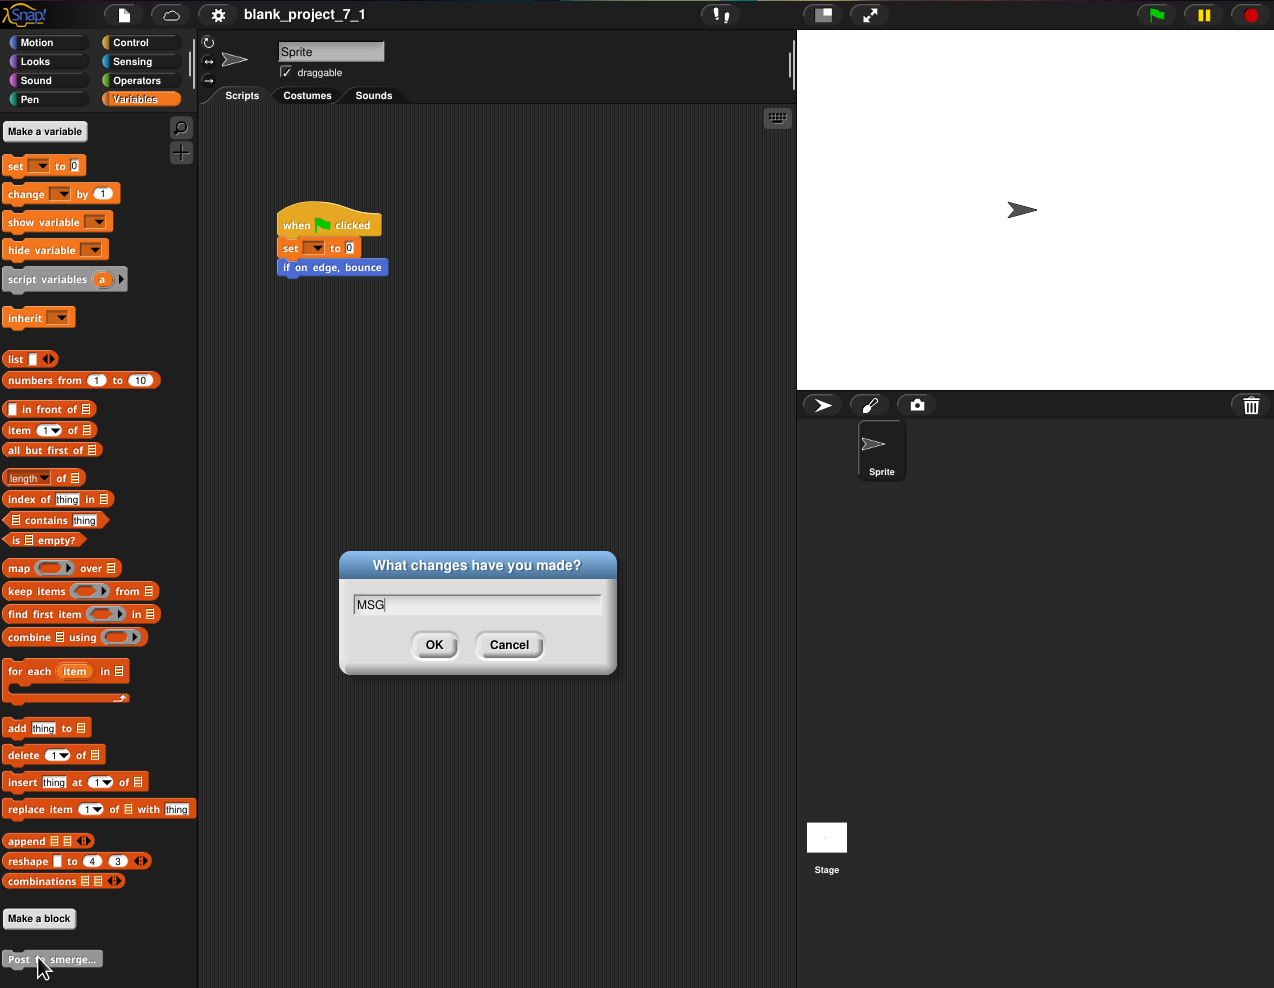 Snap!
blank_project_7_1
Motion
Looks
Sound
Pen
Control
Sensing
Operators
Variables
Make a variable
set to 0
change by 1
show variable
hide variable
script variables a
inherit
list
numbers from 1 to 10
in front of
item 1 of
all but first of
length of
index of thing in
contains thing
is empty?
map over
keep items from
find first item in
combine using
for each item in
add thing to
delete 1 of
insert thing at 1 of
replace item 1 of with thing
append
reshape to 4 3
combinations
Make a block
Post to smerge...
Sprite
draggable
Scripts
Costumes
Sounds
when clicked
set to 0
if on edge, bounce
What changes have you made?
MSG
OK
Cancel
Sprite
Stage